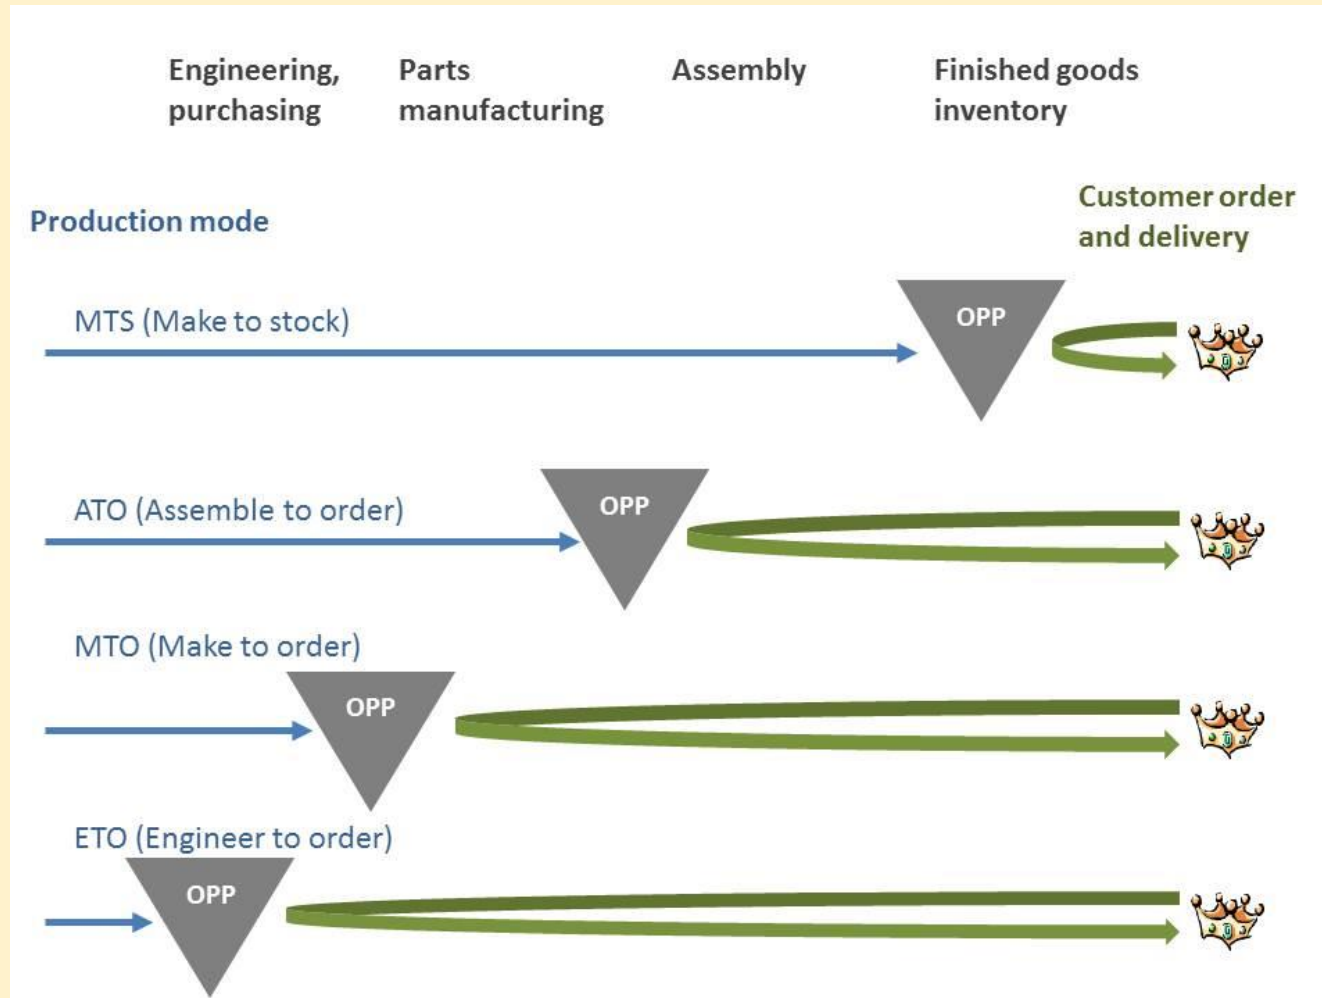 Engineering,
purchasing
Parts
manufacturing
Assembly
Finished goods
inventory
Production mode
Customer order
and delivery
MTS (Make to stock)
OPP
ATO (Assemble to order)
OPP
MTO (Make to order)
OPP
ETO (Engineer to order)
OPP